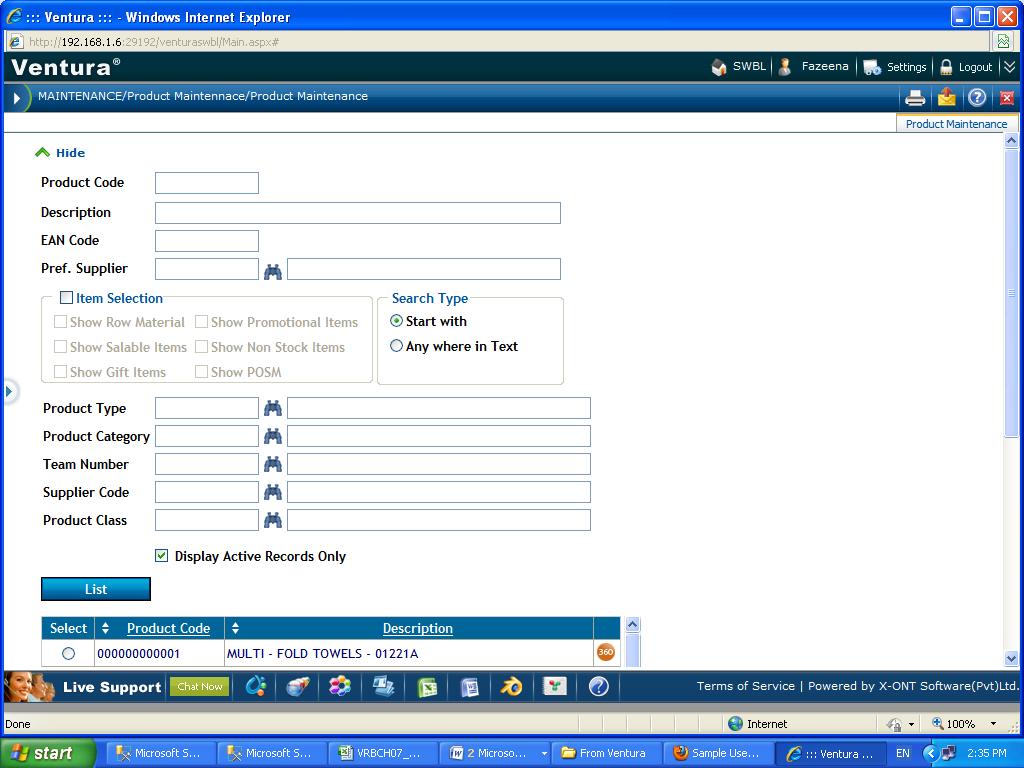 ::: Ventura ::: - Windows Internet Explorer
http://192.168.1.6:29192/venturaswbl/Main.aspx#
Ventura® SWBL Fazeena Settings Logout
MAINTENANCE/Product Maintennace/Product Maintenance
Product Maintenance
Hide
Product Code
Description
EAN Code
Pref. Supplier
Item Selection Search Type
Show Row Material Show Promotional Items Start with
Show Salable Items Show Non Stock Items Any where in Text
Show Gift Items Show POSM
Product Type
Product Category
Team Number
Supplier Code
Product Class
Display Active Records Only
List
Select Product Code Description
000000000001 MULTI - FOLD TOWELS - 01221A 360
Live Support Chat Now Terms of Service | Powered by X-ONT Software(Pvt)Ltd.
Done Internet 100%
start Microsoft S... Microsoft S... VRBCH07_... 2 Microso... From Ventura Sample Use... ::: Ventura ... EN 2:35 PM